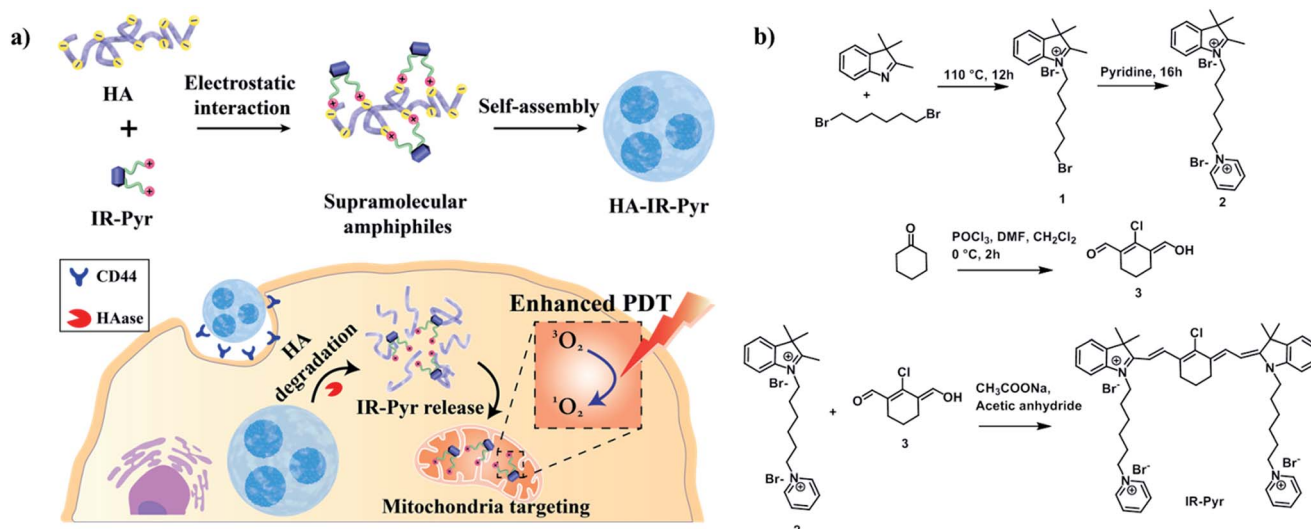 a)
HA
+
IR-Pyr
Electrostatic
interaction
Supramolecular
amphiphiles
Self-assembly
HA-IR-Pyr
CD44
HAase
HA
degradation
IR-Pyr release
Enhanced PDT
³O₂
¹O₂
Mitochondria targeting
b)
N
+
Br
Br
110 °C, 12h
N
+
Br-
Br
1
Pyridine, 16h
N
+
Br-
Br-
N
+
2
O
POCl₃, DMF, CH₂Cl₂
0 °C, 2h
O
Cl
OH
3
N
+
Br-
Br-
N
+
2
+
O
Cl
OH
3
CH₃COONa,
Acetic anhydride
Cl
N
+
Br-
N
Br-
N
+
Br-
N
+
IR-Pyr